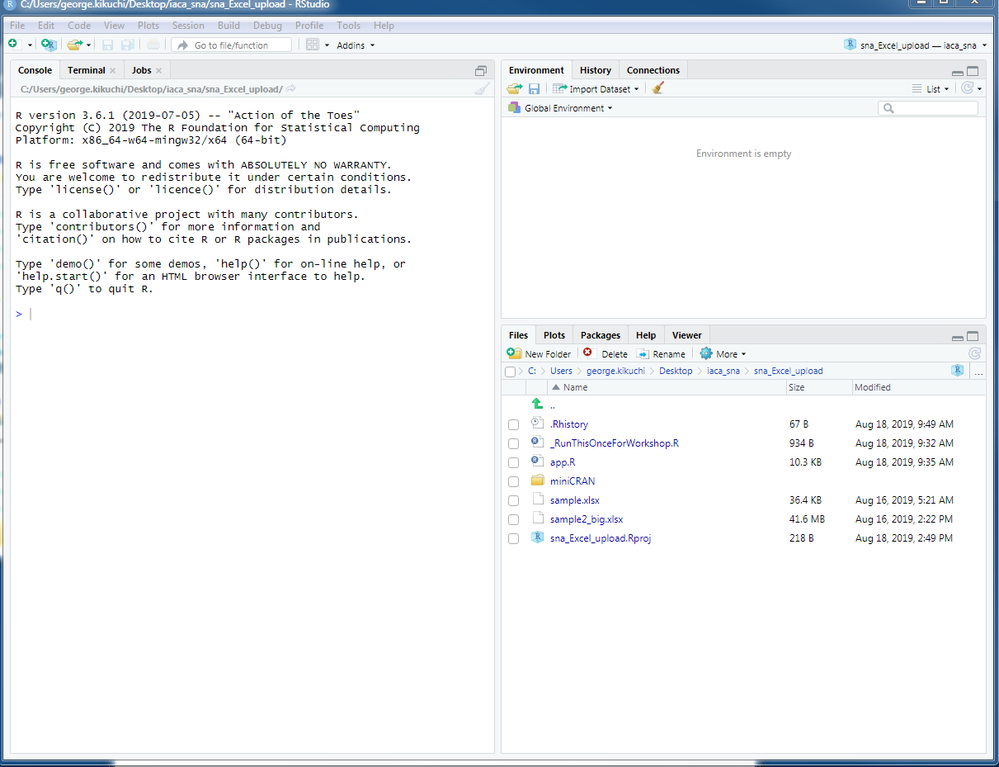 C:/Users/george.kikuchi/Desktop/iaca_sna/sna_Excel_upload - RStudio
File Edit Code View Plots Session Build Debug Profile Tools Help
Go to file/function Addins sna_Excel_upload — iaca_sna
Console Terminal Jobs
C:/Users/george.kikuchi/Desktop/iaca_sna/sna_Excel_upload/
R version 3.6.1 (2019-07-05) -- "Action of the Toes"
Copyright (C) 2019 The R Foundation for Statistical Computing
Platform: x86_64-w64-mingw32/x64 (64-bit)
R is free software and comes with ABSOLUTELY NO WARRANTY.
You are welcome to redistribute it under certain conditions.
Type 'license()' or 'licence()' for distribution details.
R is a collaborative project with many contributors.
Type 'contributors()' for more information and
'citation()' on how to cite R or R packages in publications.
Type 'demo()' for some demos, 'help()' for on-line help, or
'help.start()' for an HTML browser interface to help.
Type 'q()' to quit R.
>
Environment History Connections
Import Dataset List
Global Environment
Environment is empty
Files Plots Packages Help Viewer
New Folder Delete Rename More
C: Users george.kikuchi Desktop iaca_sna sna_Excel_upload ...
Name Size Modified
..
.Rhistory 67 B Aug 18, 2019, 9:49 AM
_RunThisOnceForWorkshop.R 934 B Aug 18, 2019, 9:32 AM
app.R 10.3 KB Aug 18, 2019, 9:35 AM
miniCRAN
sample.xlsx 36.4 KB Aug 16, 2019, 5:21 AM
sample2_big.xlsx 41.6 MB Aug 16, 2019, 2:22 PM
sna_Excel_upload.Rproj 218 B Aug 18, 2019, 2:49 PM